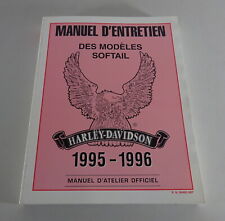 MANUEL D'ENTRETIEN
DES MODÈLES
SOFTAIL
HARLEY-DAVIDSON
1995-1996
MANUEL D'ATELIER OFFICIEL